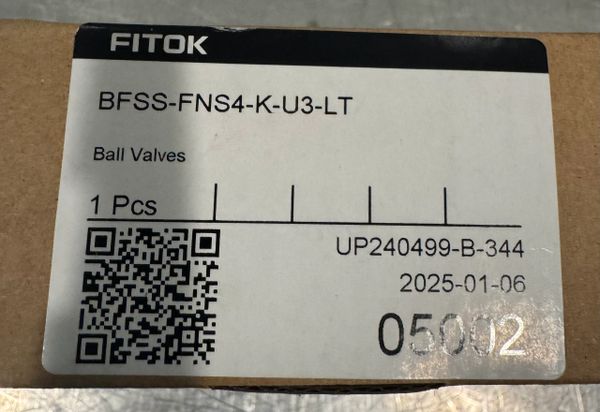 FITOK
BFSS-FNS4-K-U3-LT
Ball Valves
1 Pcs
UP240499-B-344
2025-01-06
05002